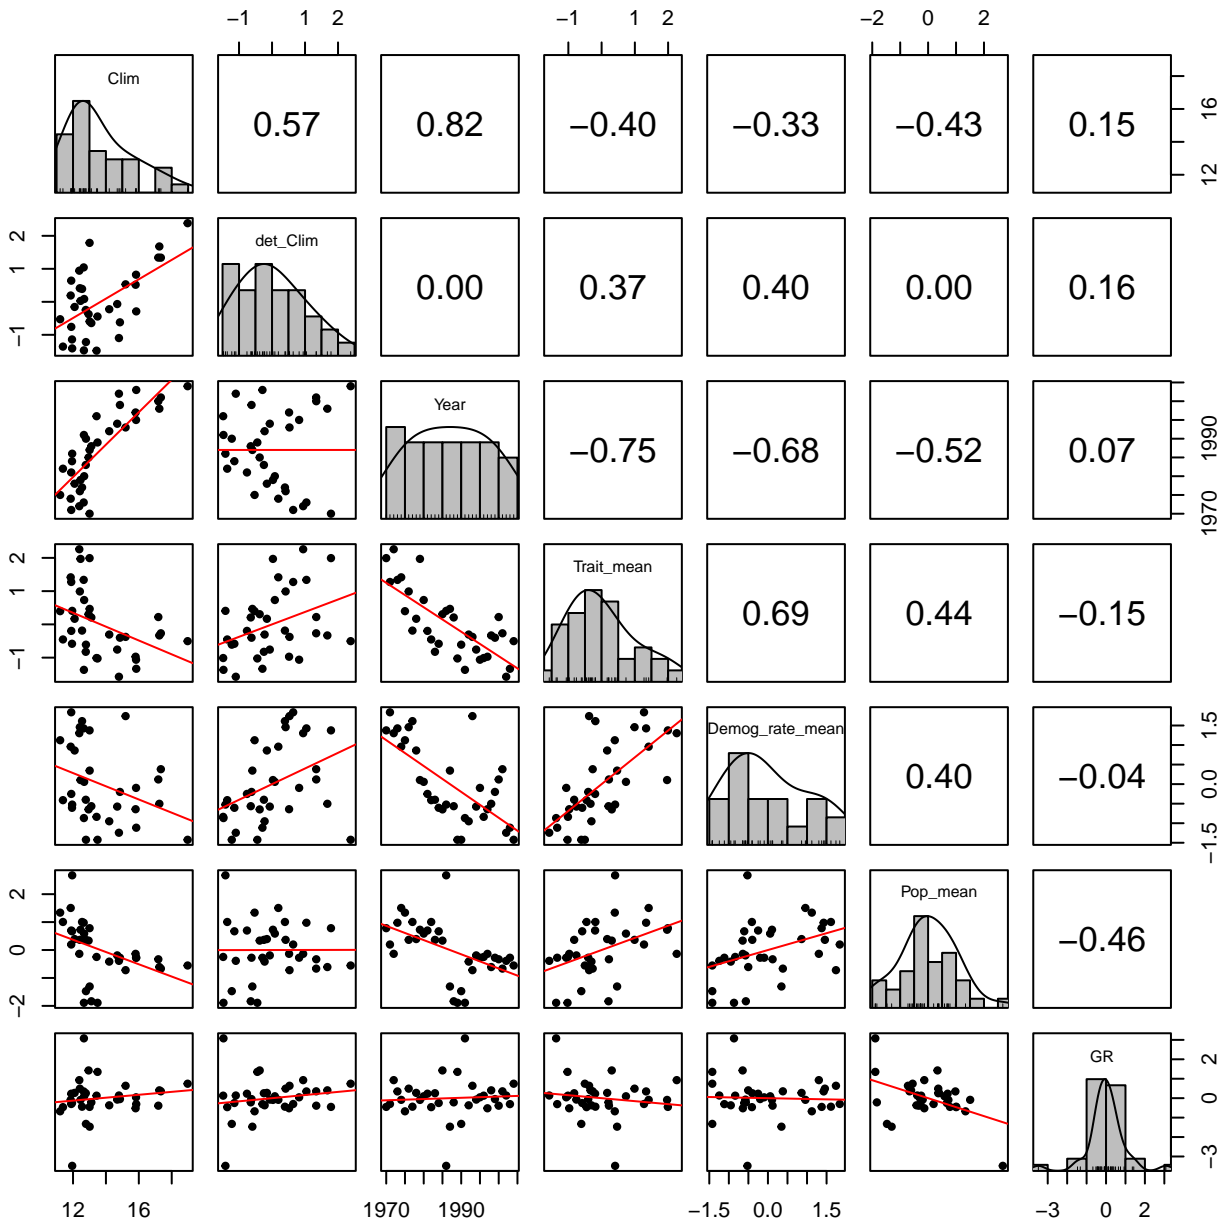 −1 1 2 −1 1 2 −2 0 2
Clim
0.57 0.82 −0.40 −0.33 −0.43 0.15
12 16
−1 1 2
det_Clim
0.00 0.37 0.40 0.00 0.16
Year
−0.75 −0.68 −0.52 0.07
1970 1990
−1 1 2
Trait_mean
0.69 0.44 −0.15
Demog_rate_mean
0.40 −0.04
−1.5 0.0 1.5
−2 0 2
Pop_mean
−0.46
GR
−3 0 2
12 16 1970 1990 −1.5 0.0 1.5 −3 0 2